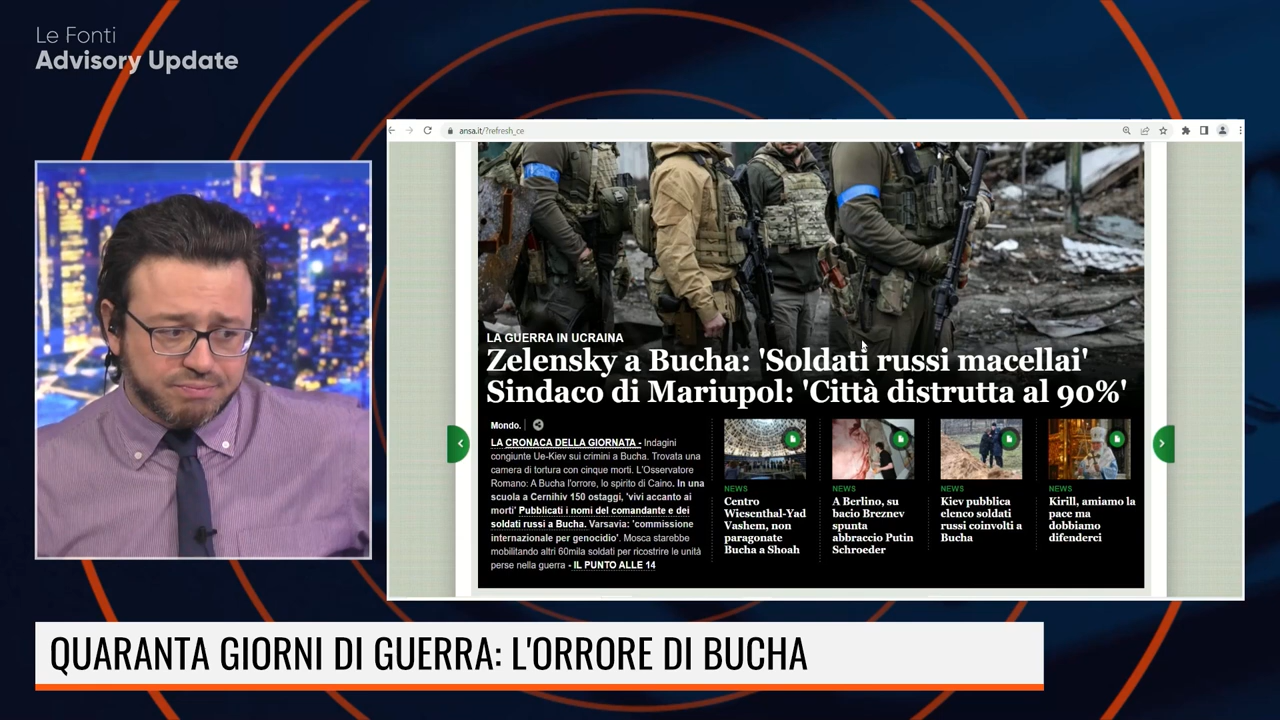 Le Fonti
Advisory Update
ansa.it/?refresh_ce
LA GUERRA IN UCRAINA
Zelensky a Bucha: 'Soldati russi macellai'
Sindaco di Mariupol: 'Città distrutta al 90%'
Mondo.
LA CRONACA DELLA GIORNATA - Indagini
congiunte Ue-Kiev sui crimini a Bucha. Trovata una
camera di tortura con cinque morti. L'Osservatore
Romano: A Bucha l'orrore, lo spirito di Caino. In una
scuola a Cernihiv 150 ostaggi, 'vivi accanto ai
morti' Pubblicati i nomi del comandante e dei
soldati russi a Bucha. Varsavia: 'commissione
internazionale per genocidio'. Mosca starebbe
mobilitando altri 60mila soldati per ricostrire le unità
perse nella guerra - IL PUNTO ALLE 14
NEWS
Centro
Wiesenthal-Yad
Vashem, non
paragonate
Bucha a Shoah
NEWS
A Berlino, su
bacio Breznev
spunta
abbraccio Putin
Schroeder
NEWS
Kiev pubblica
elenco soldati
russi coinvolti a
Bucha
NEWS
Kirill, amiamo la
pace ma
dobbiamo
difenderci
QUARANTA GIORNI DI GUERRA: L'ORRORE DI BUCHA